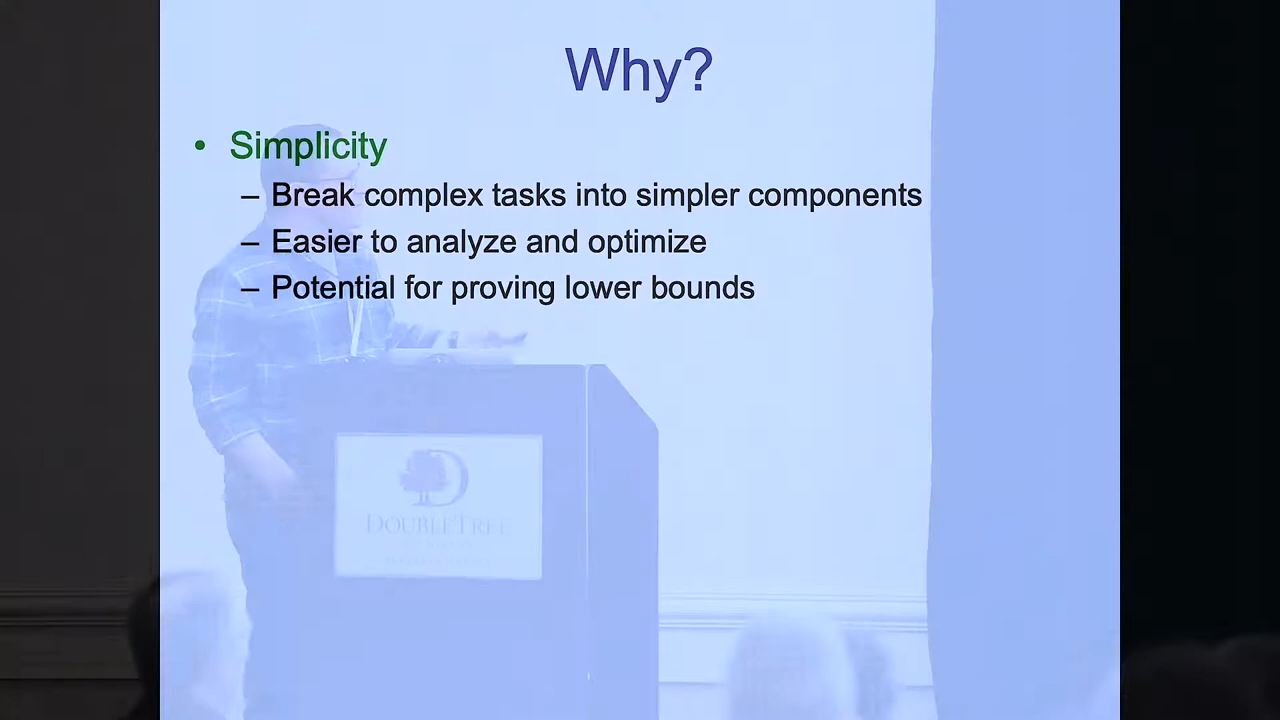 Why?
• Simplicity
– Break complex tasks into simpler components
– Easier to analyze and optimize
– Potential for proving lower bounds
D
DOUBLETREE